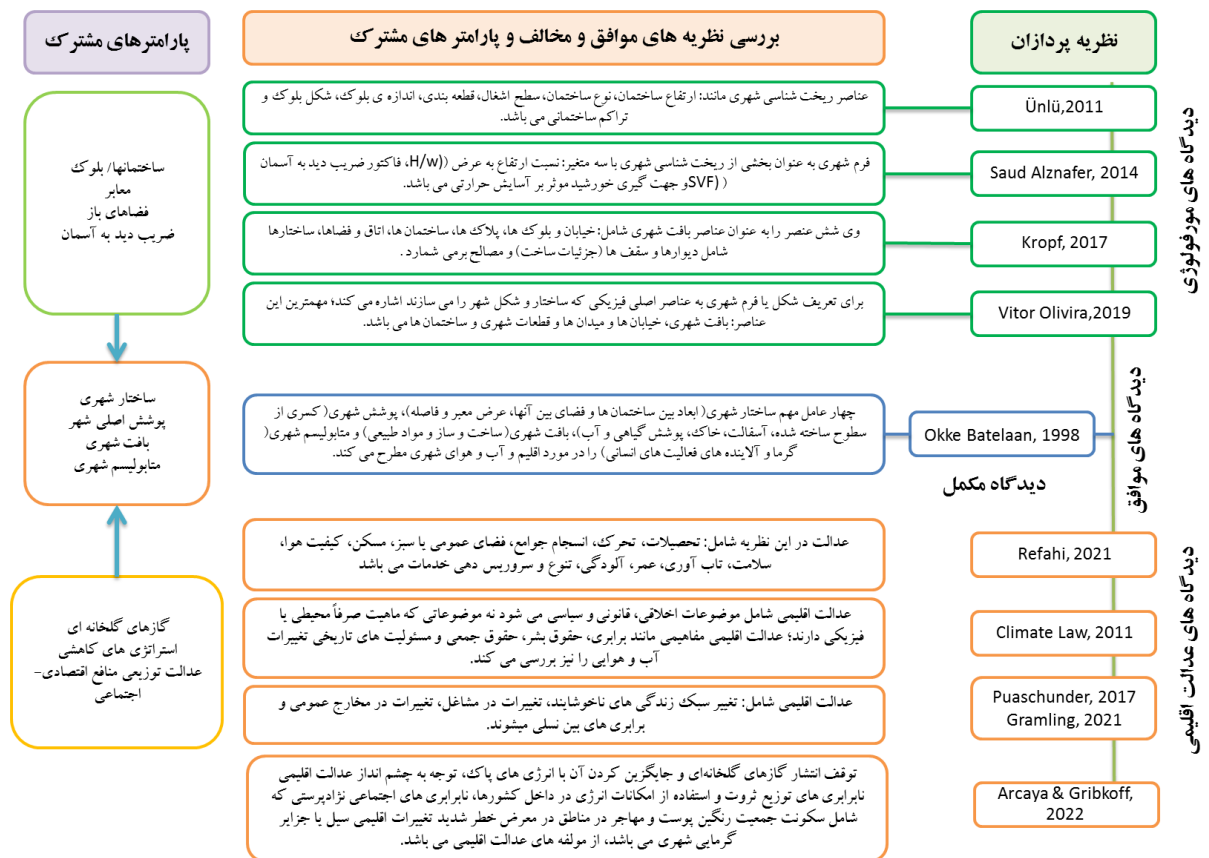 نظریه پردازان
بررسی نظریه های موافق و مخالف و پارامتر های مشترک
پارامترهای مشترک
دیدگاه های مورفولوژی
Ünlü,2011
عناصر ریخت شناسی شهری مانند: ارتفاع ساختمان، نوع ساختمان، سطح اشغال، قطعه بندی، اندازه ی بلوک، شکل بلوک و
تراکم ساختمانی می باشد.
Saud Alznafer, 2014
فرم شهری به عنوان بخشی از ریخت شناسی شهری با سه متغیر: نسبت ارتفاع به عرض ((H/w، فاکتور ضریب دید به آسمان
( (SVFو جهت گیری خورشید موثر بر آسایش حرارتی می باشد.
Kropf, 2017
وی شش عنصر را به عنوان عناصر بافت شهری شامل: خیابان و بلوک ها، پلاک ها، ساختمان ها، اتاق و فضاها، ساختارها
شامل دیوارها و سقف ها (جزئیات ساخت) و مصالح برمی شمارد .
Vitor Olivira,2019
برای تعریف شکل یا فرم شهری به عناصر اصلی فیزیکی که ساختار و شکل شهر را می سازند اشاره می کند؛ مهمترین این
عناصر: بافت شهری، خیابان ها و میدان ها و قطعات شهری و ساختمان ها می باشد.
ساختمانها/ بلوک
معابر
فضاهای باز
ضریب دید به آسمان
دیدگاه های موافق
Okke Batelaan, 1998
چهار عامل مهم ساختار شهری( ابعاد بین ساختمان ها و فضای بین آنها، عرض معبر و فاصله)، پوشش شهری( کسری از
سطوح ساخته شده، آسفالت، خاک، پوشش گیاهی و آب)، بافت شهری( ساخت و ساز و مواد طبیعی) و متابولیسم شهری(
گرما و آلاینده های فعالیت های انسانی) را در مورد اقلیم و آب و هوای شهری مطرح می کند.
دیدگاه مکمل
ساختار شهری
پوشش اصلی شهر
بافت شهری
متابولیسم شهری
دیدگاه های عدالت اقلیمی
Refahi, 2021
عدالت در این نظریه شامل: تحصیلات، تحرک، انسجام جوامع، فضای عمومی یا سبز، مسکن، کیفیت هوا،
سلامت، تاب آوری، عمر، آلودگی، تنوع و سرویس دهی خدمات می باشد
Climate Law, 2011
عدالت اقلیمی شامل موضوعات اخلاقی، قانونی و سیاسی می شود نه موضوعاتی که ماهیت صرفاً محیطی یا
فیزیکی دارند؛ عدالت اقلیمی مفاهیمی مانند برابری، حقوق بشر، حقوق جمعی و مسئولیت های تاریخی تغییرات
آب و هوایی را نیز بررسی می کند.
Puaschunder, 2017
Gramling, 2021
عدالت اقلیمی شامل: تغییر سبک زندگی های ناخوشایند، تغییرات در مشاغل، تغییرات در مخارج عمومی و
برابری های بین نسلی میشوند.
Arcaya & Gribkoff,
2022
توقف انتشار گازهای گلخانه‌ای و جایگزین کردن آن با انرژی های پاک، توجه به چشم انداز عدالت اقلیمی
نابرابری های توزیع ثروت و استفاده از امکانات انرژی در داخل کشورها، نابرابری های اجتماعی نژادپرستی که
شامل سکونت جمعیت رنگین پوست و مهاجر در مناطق در معرض خطر شدید تغییرات اقلیمی سیل یا جزایر
گرمایی شهری می باشد، از مولفه های عدالت اقلیمی می باشد.
گازهای گلخانه ای
استراتژی های کاهشی
عدالت توزیعی منافع اقتصادی-
اجتماعی